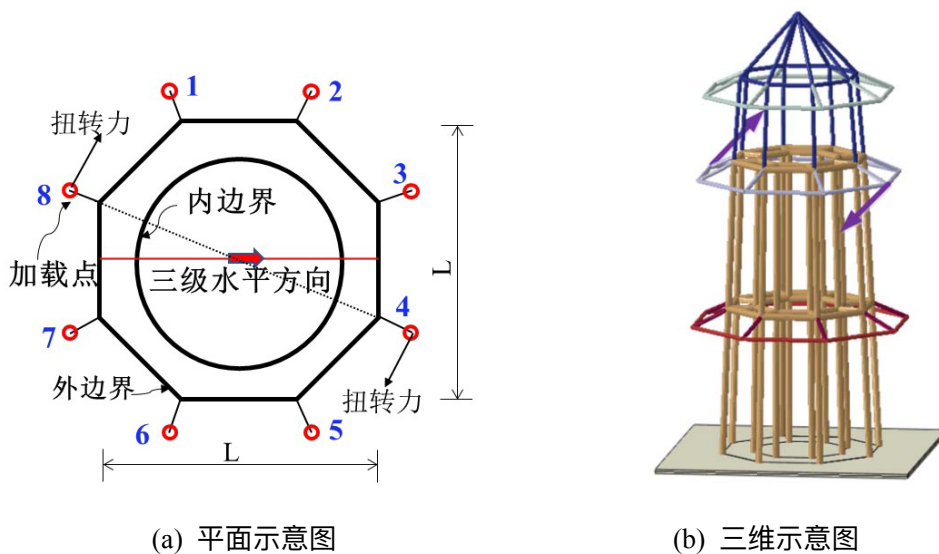 1
2
扭转力
8
3
内边界
加载点
三级水平方向
L
4
7
外边界
扭转力
6
5
L
(a) 平面示意图
(b) 三维示意图